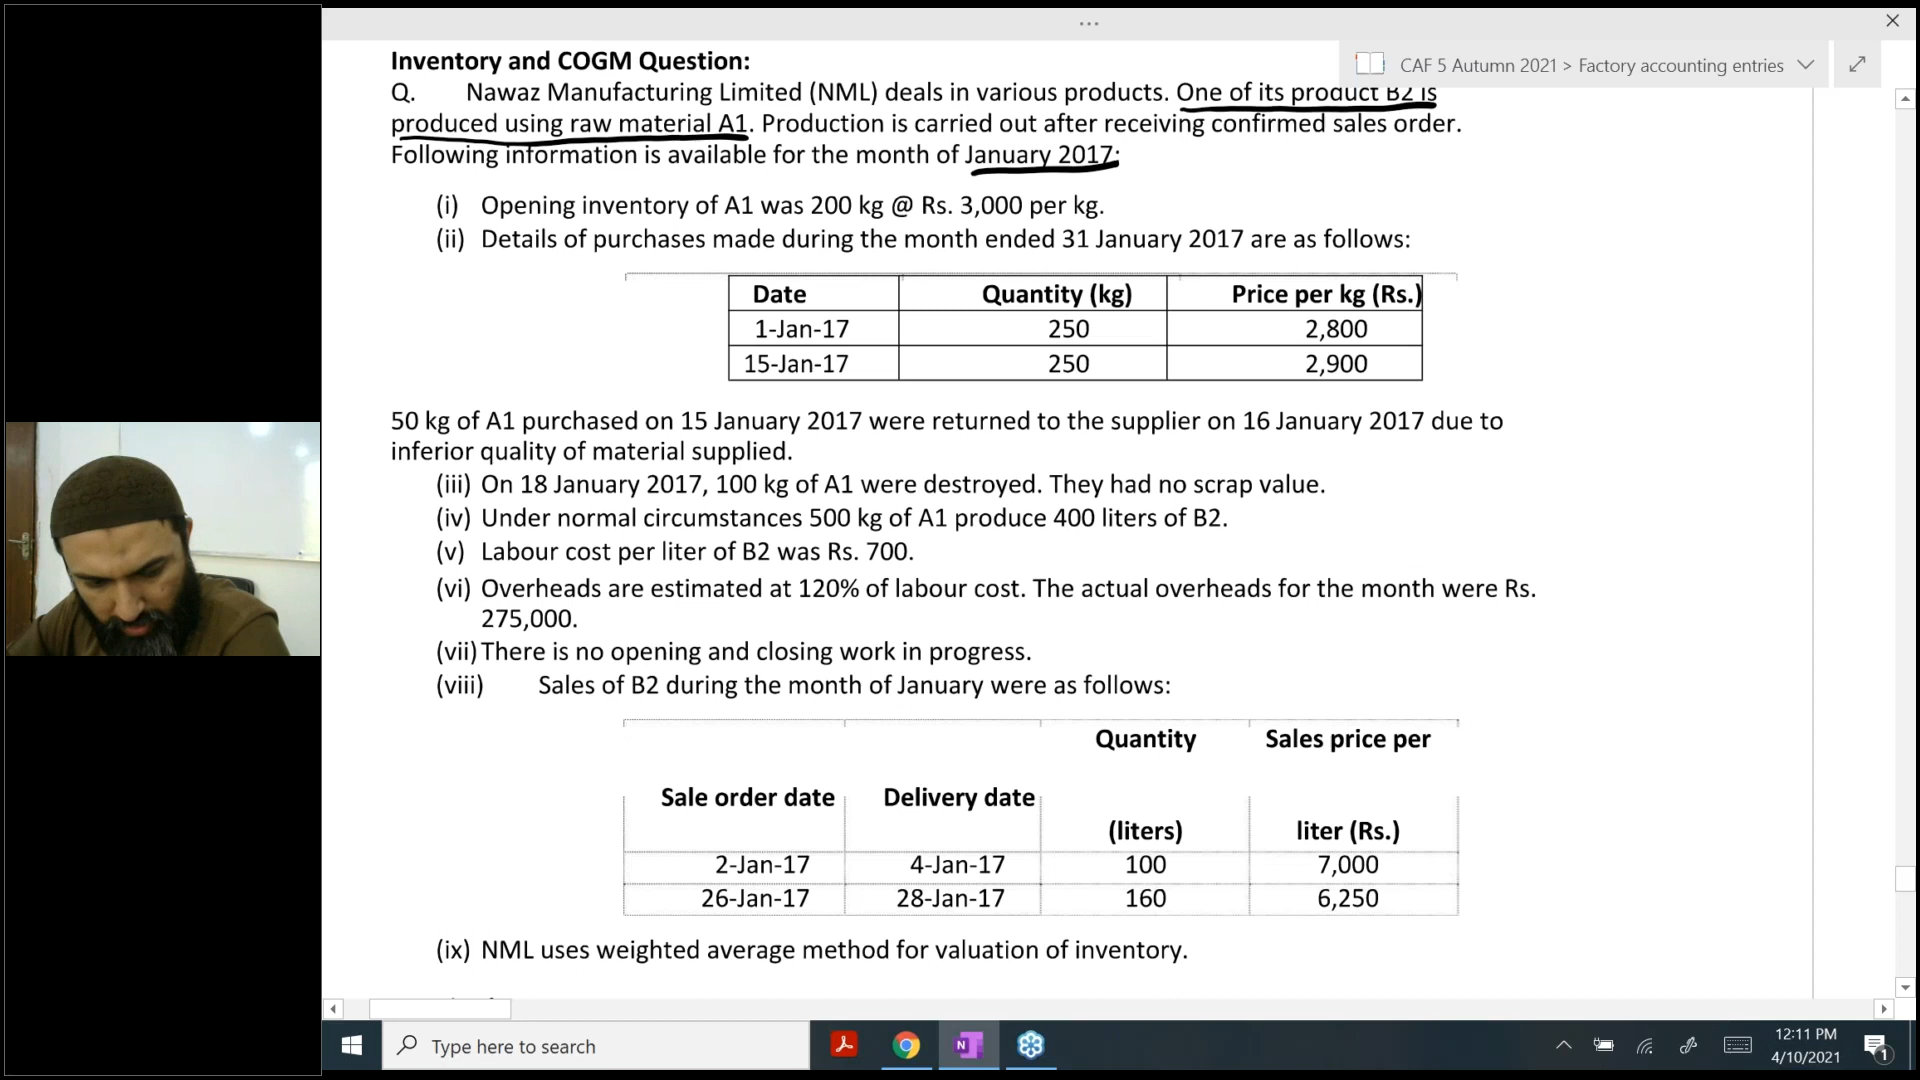 CAF 5 Autumn 2021 > Factory accounting entries
Inventory and COGM Question:
Q. Nawaz Manufacturing Limited (NML) deals in various products. One of its product B2 is
produced using raw material A1. Production is carried out after receiving confirmed sales order.
Following information is available for the month of January 2017:
(i) Opening inventory of A1 was 200 kg @ Rs. 3,000 per kg.
(ii) Details of purchases made during the month ended 31 January 2017 are as follows:
Date Quantity (kg) Price per kg (Rs.)
1-Jan-17 250 2,800
15-Jan-17 250 2,900
50 kg of A1 purchased on 15 January 2017 were returned to the supplier on 16 January 2017 due to
inferior quality of material supplied.
(iii) On 18 January 2017, 100 kg of A1 were destroyed. They had no scrap value.
(iv) Under normal circumstances 500 kg of A1 produce 400 liters of B2.
(v) Labour cost per liter of B2 was Rs. 700.
(vi) Overheads are estimated at 120% of labour cost. The actual overheads for the month were Rs.
275,000.
(vii) There is no opening and closing work in progress.
(viii) Sales of B2 during the month of January were as follows:
Quantity Sales price per
Sale order date Delivery date
(liters) liter (Rs.)
2-Jan-17 4-Jan-17 100 7,000
26-Jan-17 28-Jan-17 160 6,250
(ix) NML uses weighted average method for valuation of inventory.
Type here to search
12:11 PM
4/10/2021
1